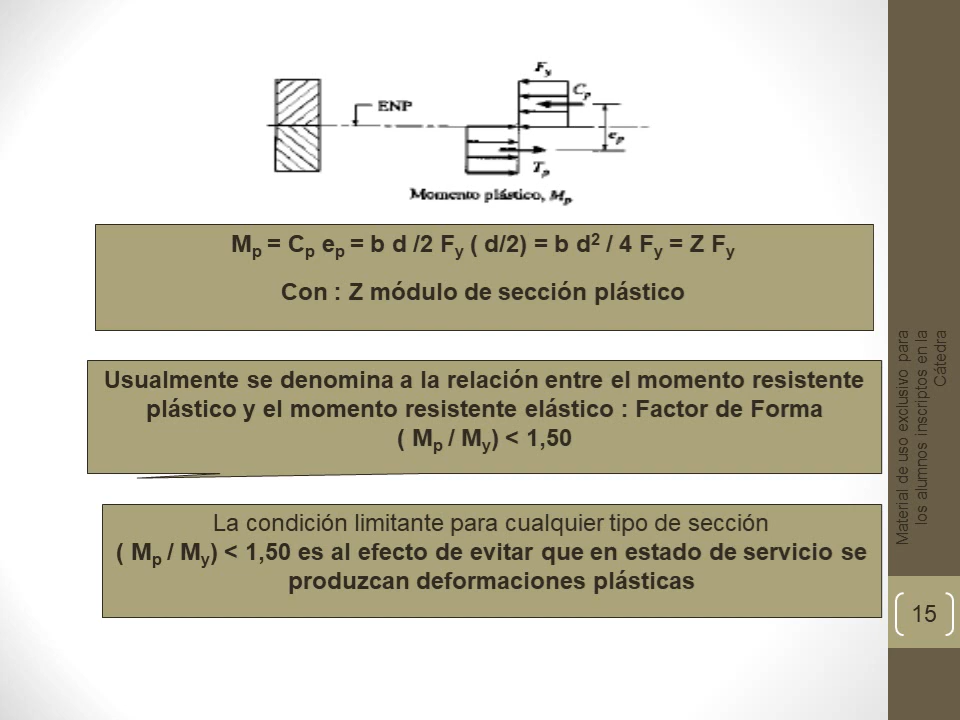 F_y
C_p
ENP
e_p
T_p
Momento plástico, M_p
M_p = C_p e_p = b d /2 F_y ( d/2) = b d² / 4 F_y = Z F_y
Con : Z módulo de sección plástico
Usualmente se denomina a la relación entre el momento resistente
plástico y el momento resistente elástico : Factor de Forma
( M_p / M_y) < 1,50
La condición limitante para cualquier tipo de sección
( M_p / M_y) < 1,50 es al efecto de evitar que en estado de servicio se
produzcan deformaciones plásticas
Material de uso exclusivo para
los alumnos inscriptos en la
Cátedra
15